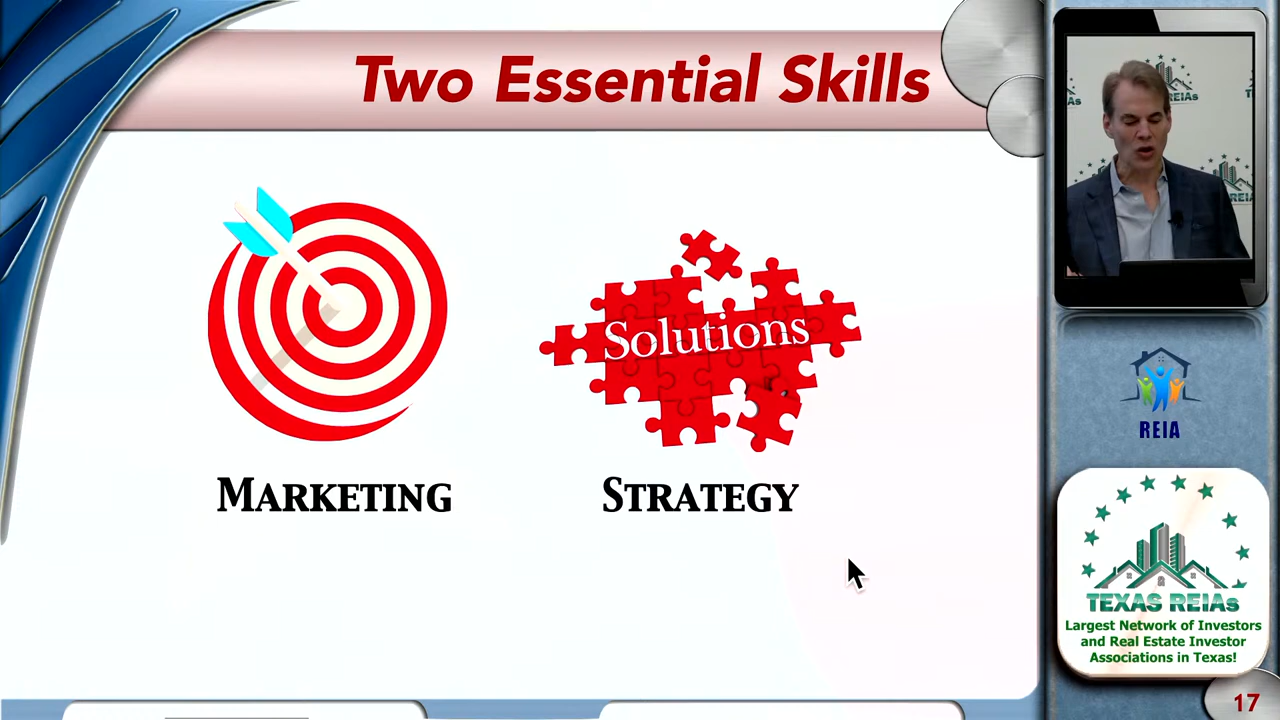 Two Essential Skills
Solutions
MARKETING
STRATEGY
REIAs
REIA
TEXAS REIAs
Largest Network of Investors
and Real Estate Investor
Associations in Texas!
17